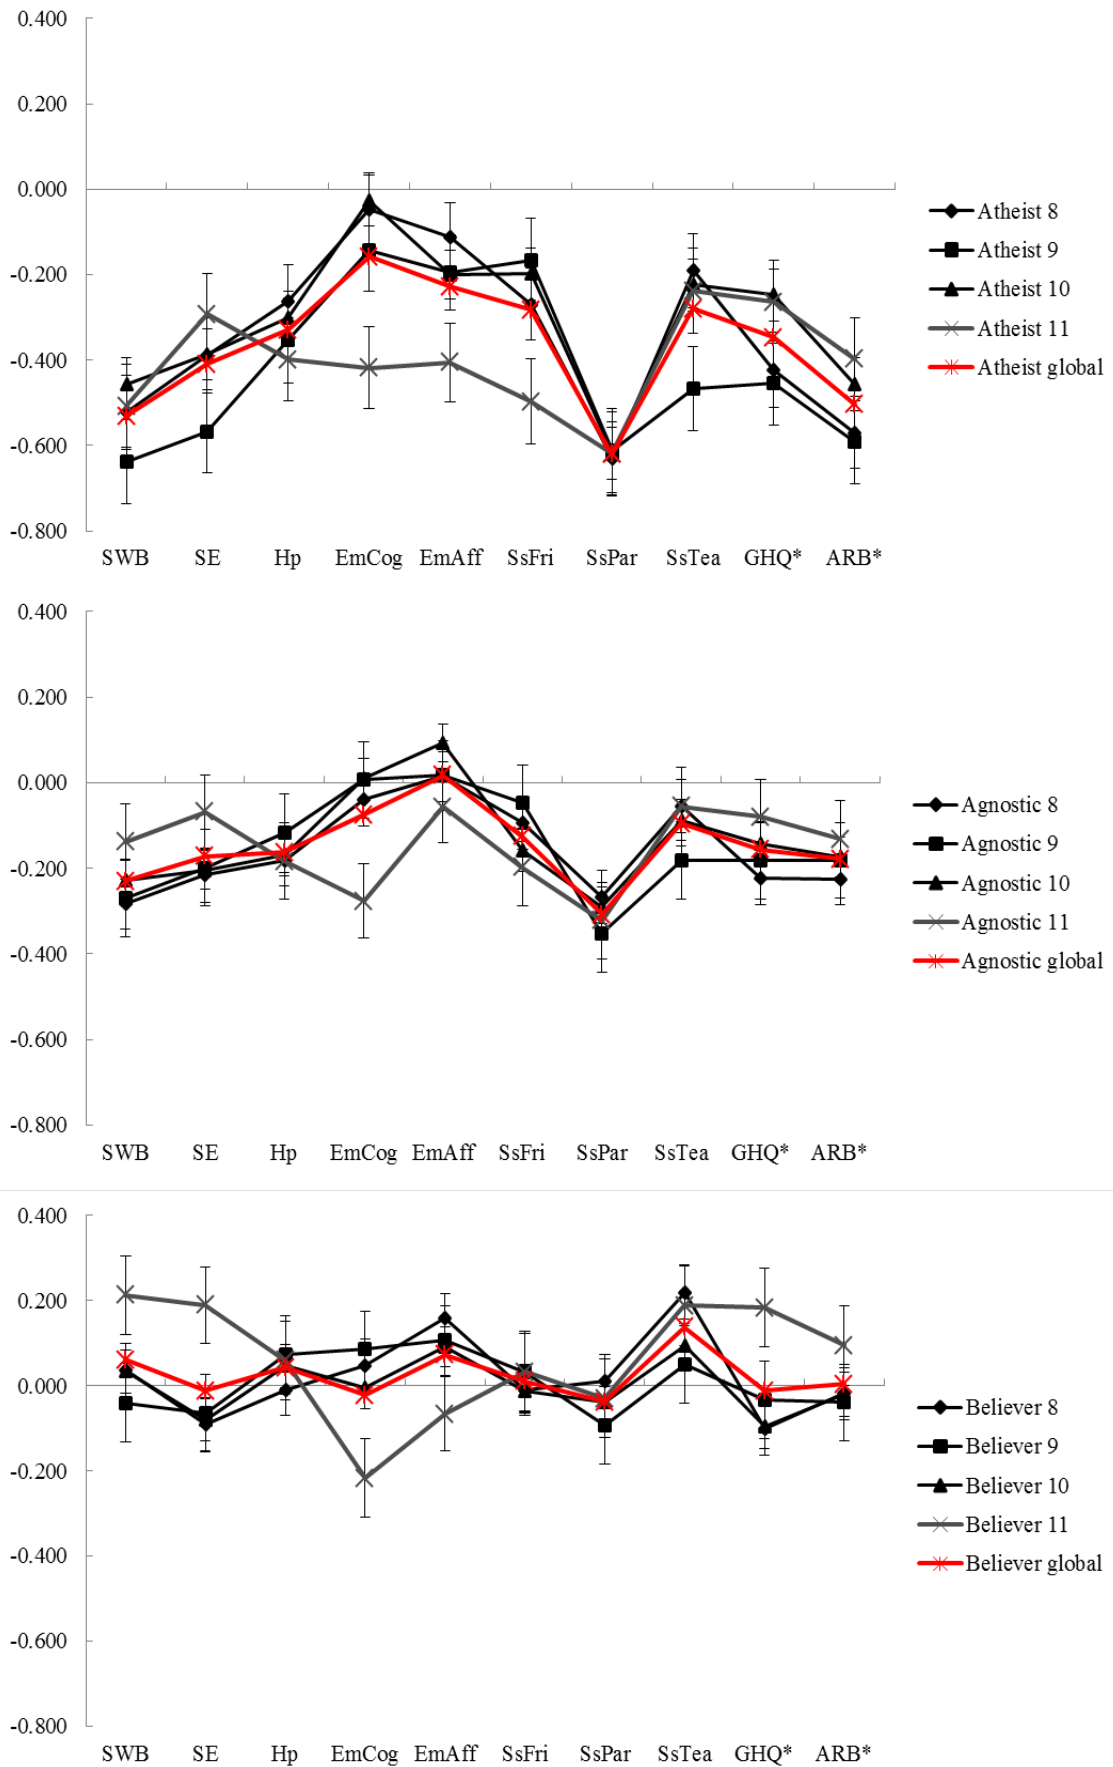 0.400
0.200
0.000
-0.200
-0.400
-0.600
-0.800
SWB SE Hp EmCog EmAff SsFri SsPar SsTea GHQ* ARB*
Atheist 8
Atheist 9
Atheist 10
Atheist 11
Atheist global
0.400
0.200
0.000
-0.200
-0.400
-0.600
-0.800
SWB SE Hp EmCog EmAff SsFri SsPar SsTea GHQ* ARB*
Agnostic 8
Agnostic 9
Agnostic 10
Agnostic 11
Agnostic global
0.400
0.200
0.000
-0.200
-0.400
-0.600
-0.800
SWB SE Hp EmCog EmAff SsFri SsPar SsTea GHQ* ARB*
Believer 8
Believer 9
Believer 10
Believer 11
Believer global